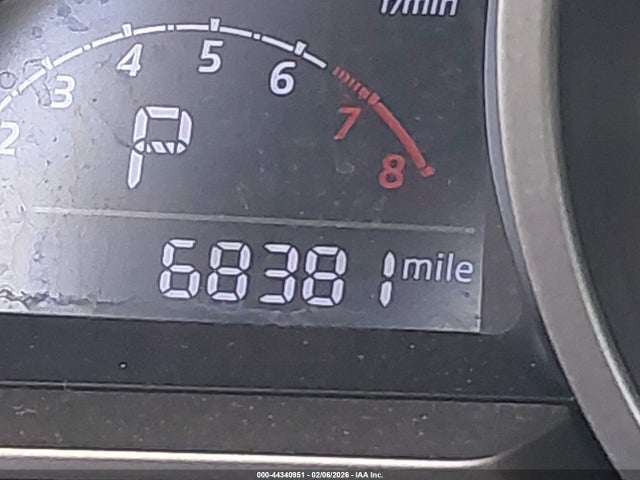 r/min
2 3 4 5 6 7 8
P
68381 mile
000-44340951 - 02/06/2026 - IAA Inc.